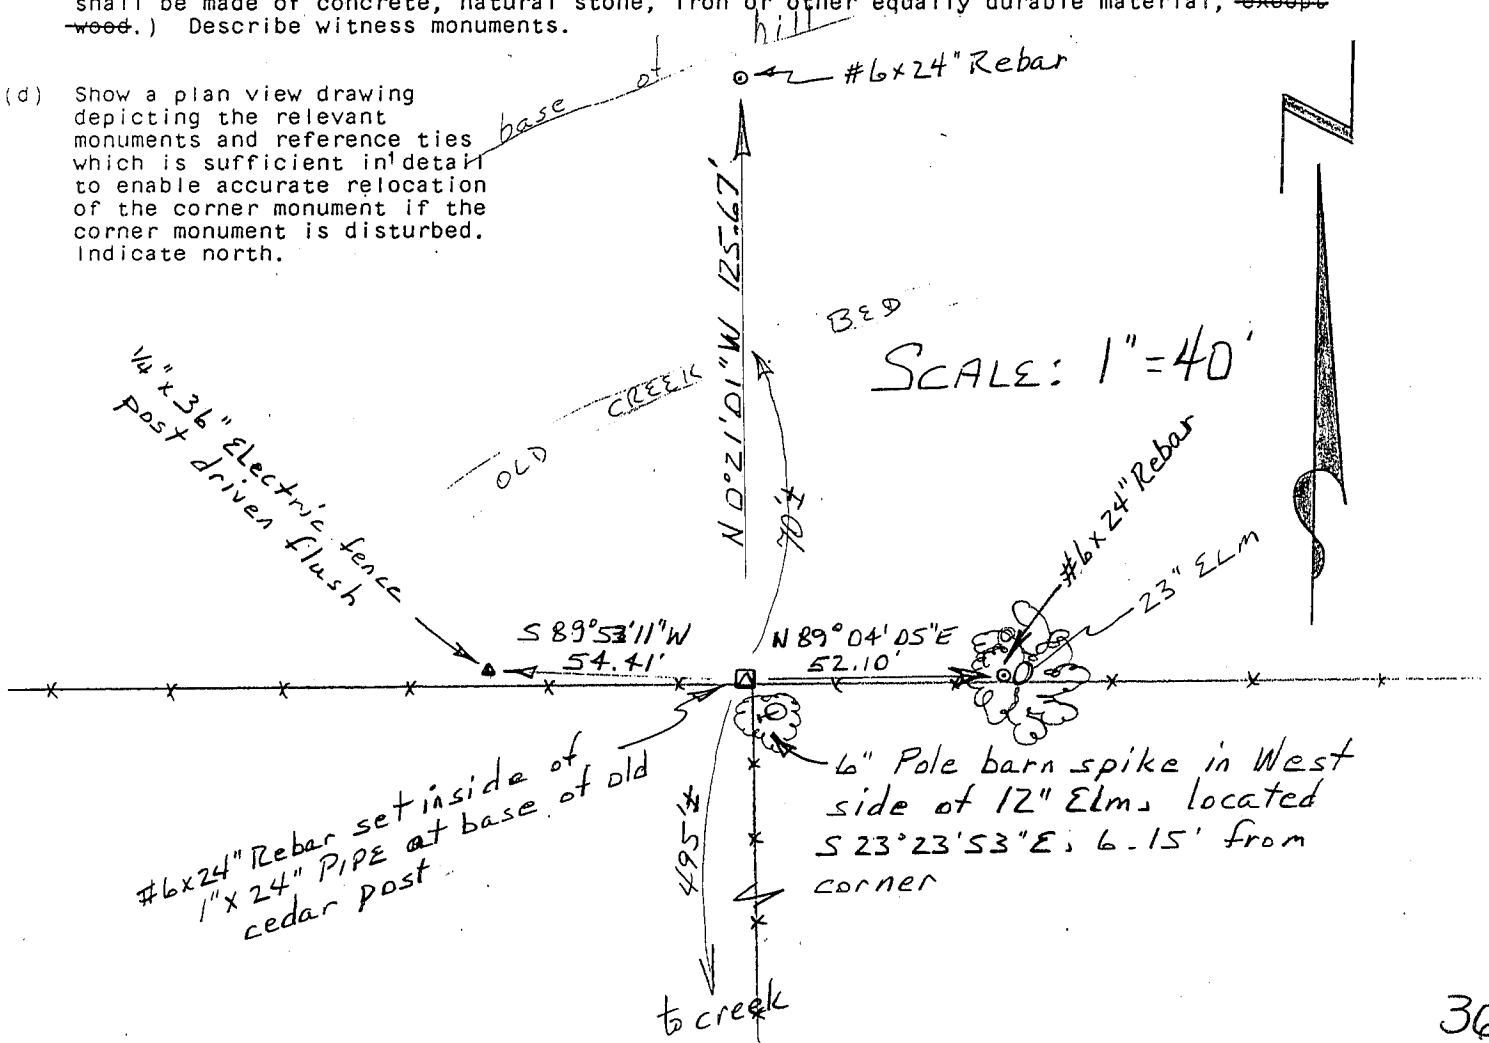 shall be made of concrete, natural stone, iron or other equally durable material, except
wood.) Describe witness monuments.
(d) Show a plan view drawing
depicting the relevant
monuments and reference ties
which is sufficient in detail
to enable accurate relocation
of the corner monument if the
corner monument is disturbed.
Indicate north.
base of hill
#6x24" Rebar
N 0°21'01"W 125.67'
OLD CREEK BED
SCALE: 1"=40'
70'±
1/4" x 36" Electric fence
post driven flush
#6x24" Rebar
23" ELM
S 89°53'11"W
54.41'
N 89°04'05"E
52.10'
#6x24" Rebar set inside of
1"x 24" PIPE at base of old
cedar post
6" Pole barn spike in West
side of 12" Elm, located
S 23°23'53"E, 6.15' from
corner
495'±
to creek